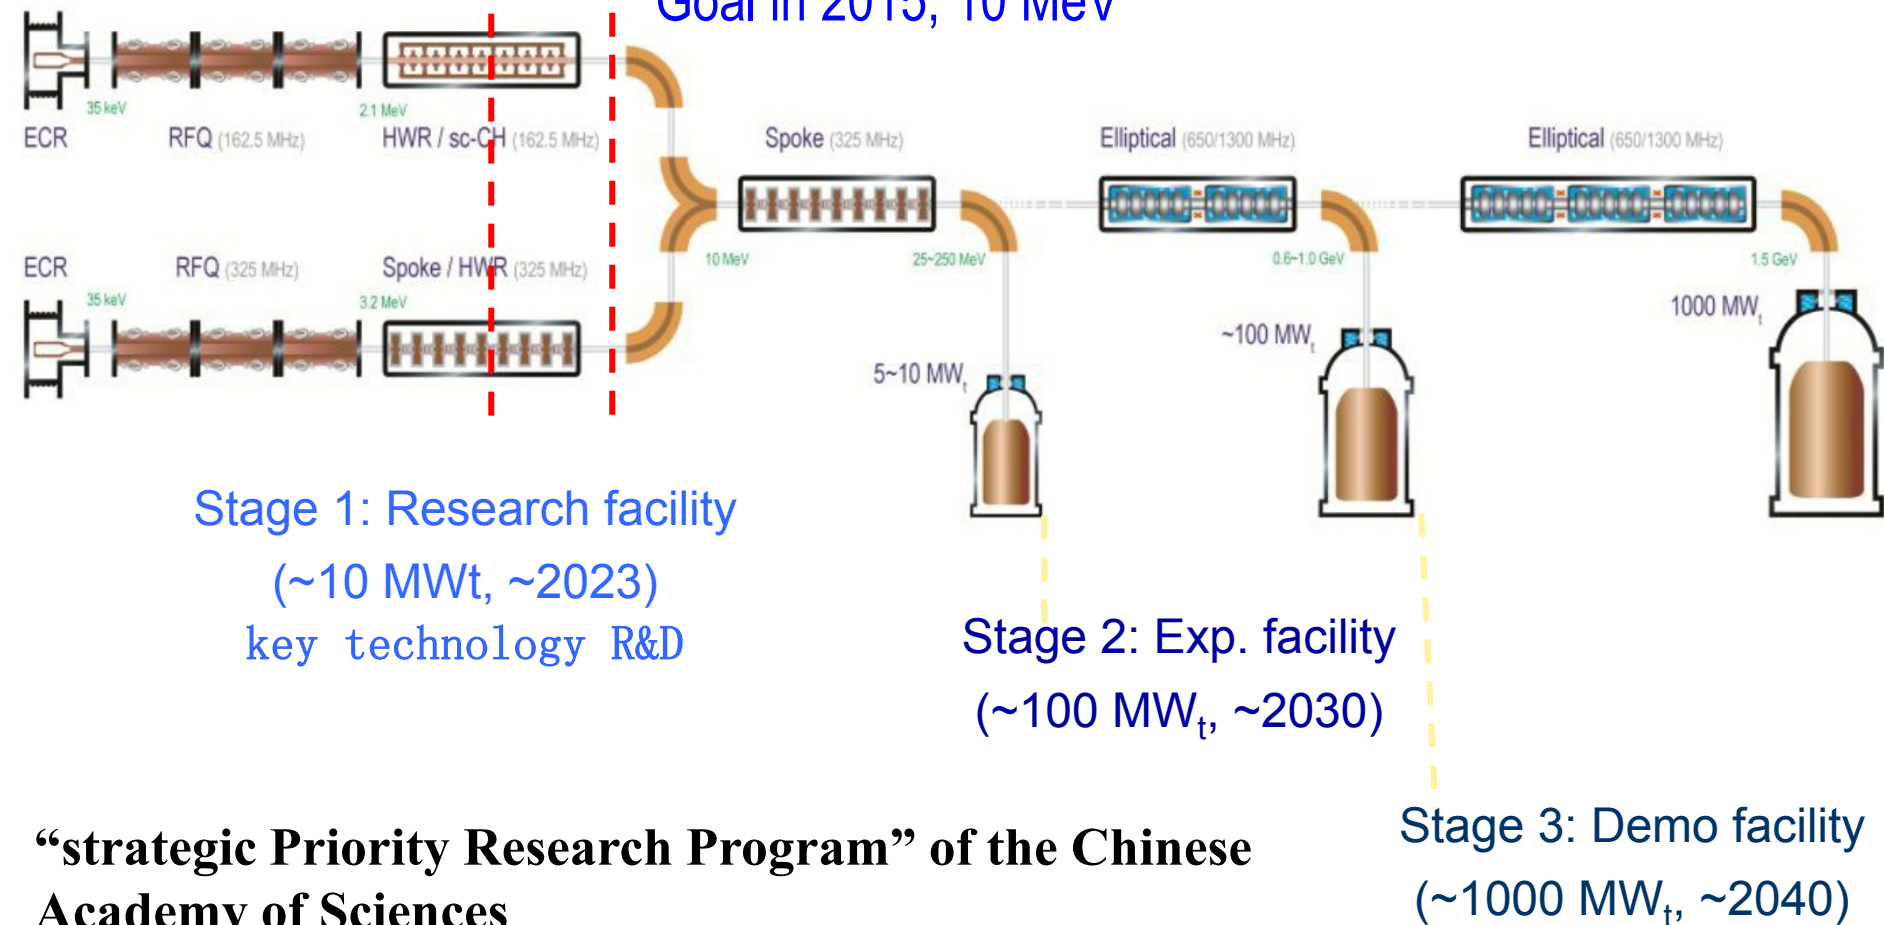 Goal in 2015, 10 MeV
35 keV
2.1 MeV
ECR
RFQ (162.5 MHz)
HWR / sc-CH (162.5 MHz)
Spoke (325 MHz)
Elliptical (650/1300 MHz)
Elliptical (650/1300 MHz)
ECR
RFQ (325 MHz)
Spoke / HWR (325 MHz)
10 MeV
25~250 MeV
0.6~1.0 GeV
1.5 GeV
35 keV
3.2 MeV
5~10 MWt
~100 MWt
1000 MWt
Stage 1: Research facility
(~10 MWt, ~2023)
key technology R&D
Stage 2: Exp. facility
(~100 MWt, ~2030)
Stage 3: Demo facility
(~1000 MWt, ~2040)
“strategic Priority Research Program” of the Chinese
Academy of Sciences